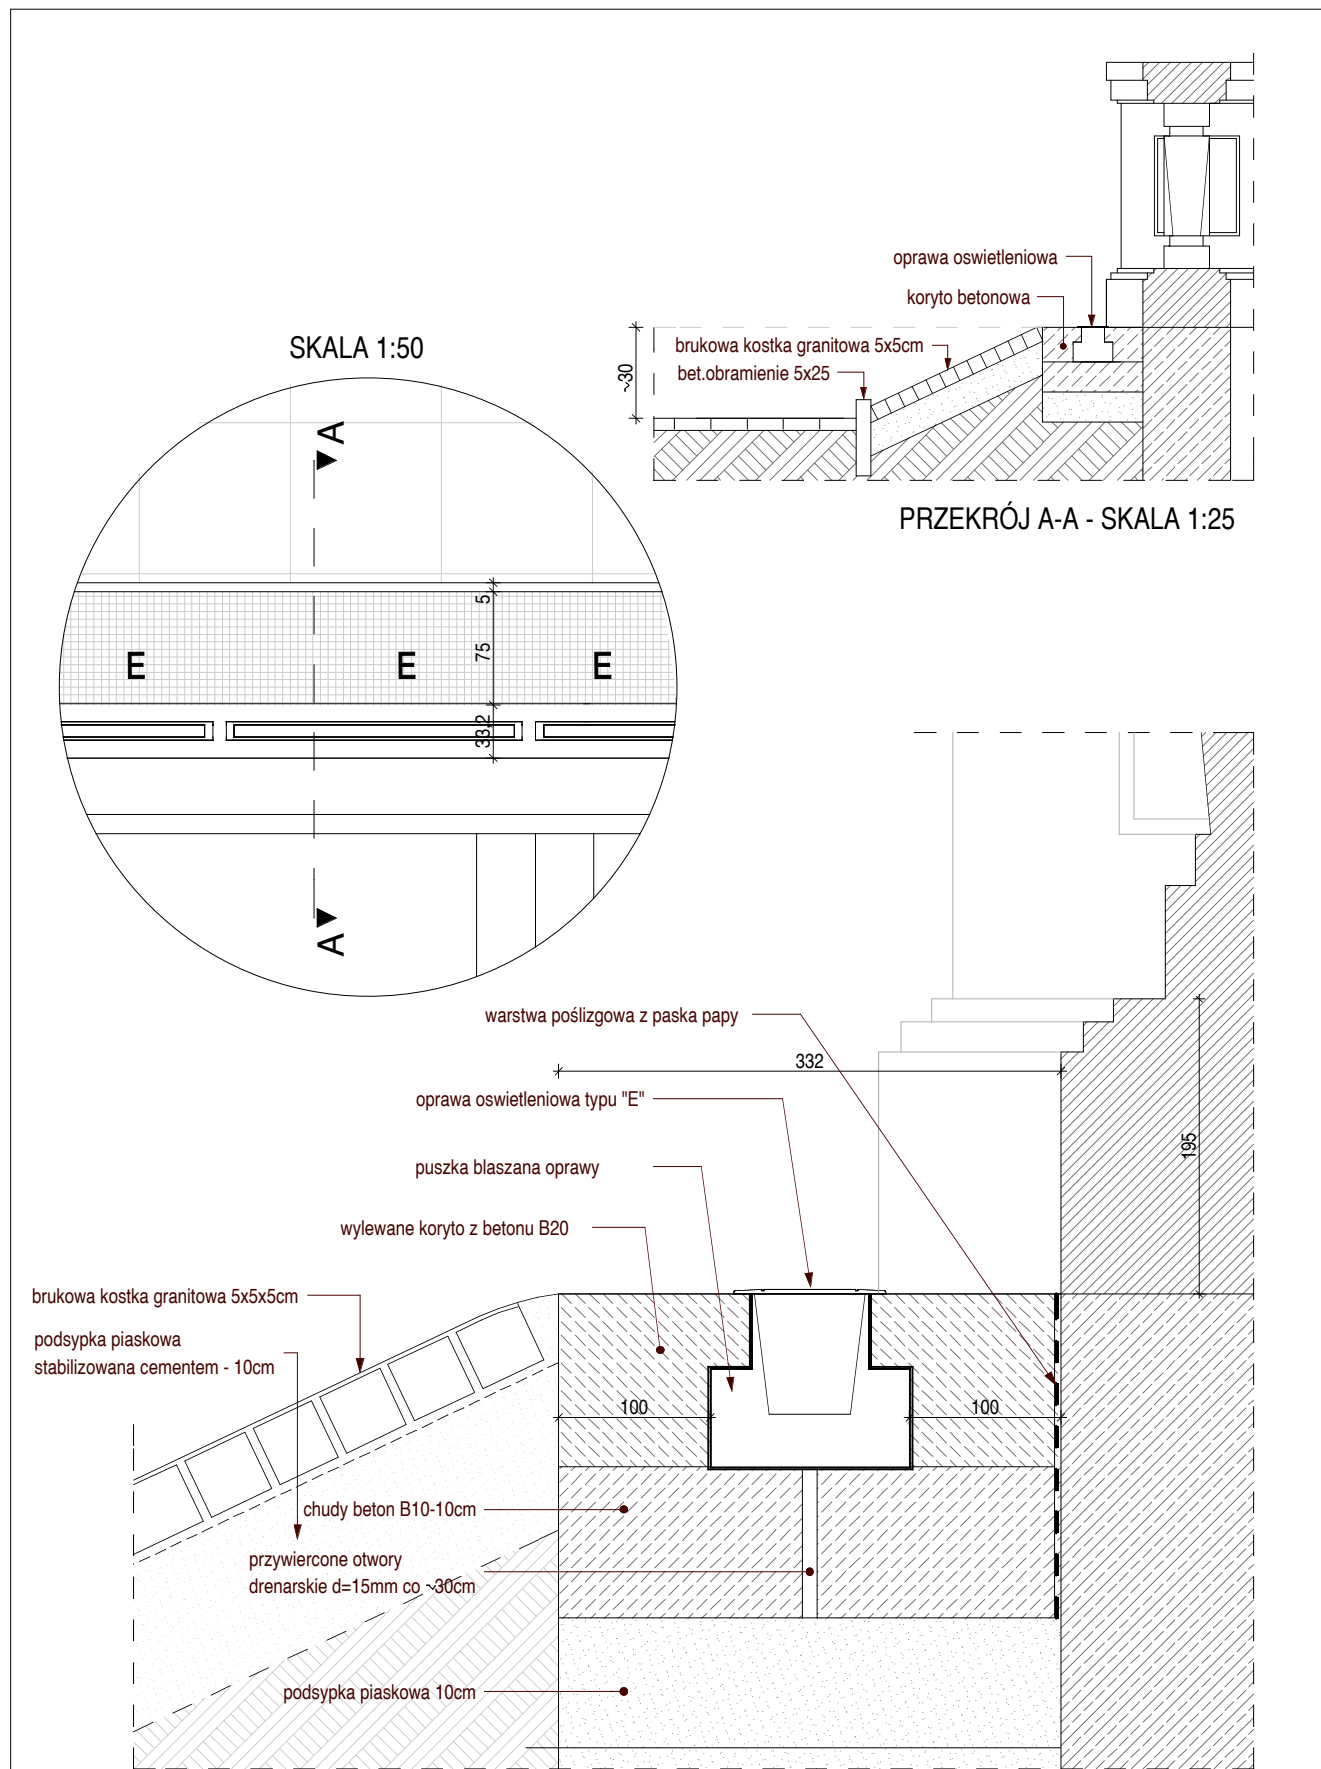 oprawa oswietleniowa
koryto betonowa
SKALA 1:50
brukowa kostka granitowa 5x5cm
bet.obramienie 5x25
~30
PRZEKRÓJ A-A - SKALA 1:25
A
5
75
E E E
33,2
A
warstwa poślizgowa z paska papy
332
oprawa oswietleniowa typu "E"
195
puszka blaszana oprawy
wylewane koryto z betonu B20
brukowa kostka granitowa 5x5x5cm
podsypka piaskowa
stabilizowana cementem - 10cm
100 100
chudy beton B10-10cm
przywiercone otwory
drenarskie d=15mm co ~30cm
podsypka piaskowa 10cm